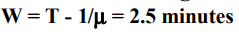 W = T - 1/μ = 2.5 minutes